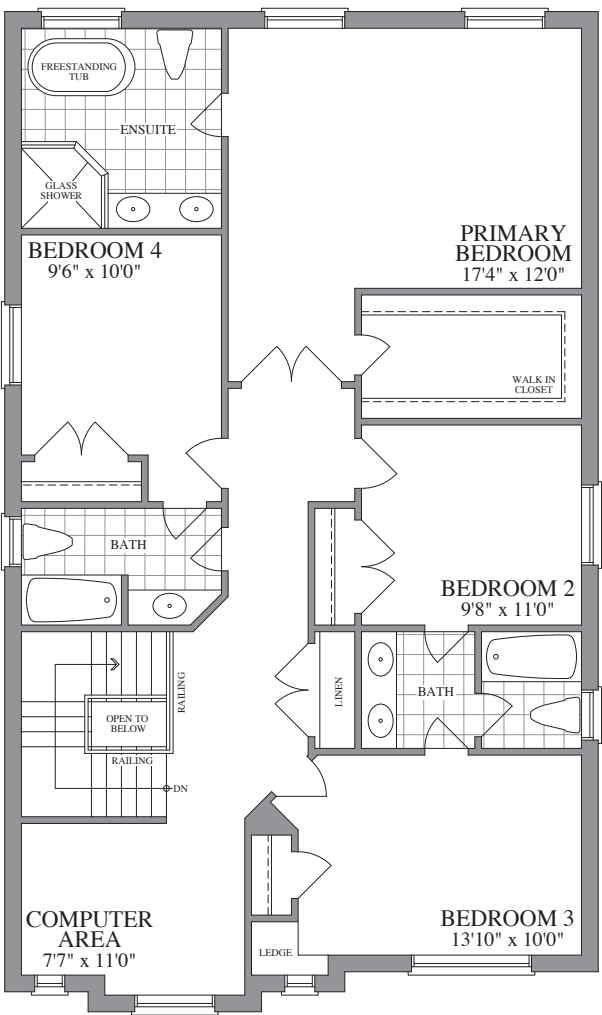 FREESTANDING
TUB
ENSUITE
GLASS
SHOWER
PRIMARY
BEDROOM
17'4" x 12'0"
BEDROOM 4
9'6" x 10'0"
WALK IN
CLOSET
BATH
BEDROOM 2
9'8" x 11'0"
RAILING
LINEN
BATH
OPEN TO
BELOW
RAILING
DN
COMPUTER
AREA
7'7" x 11'0"
LEDGE
BEDROOM 3
13'10" x 10'0"